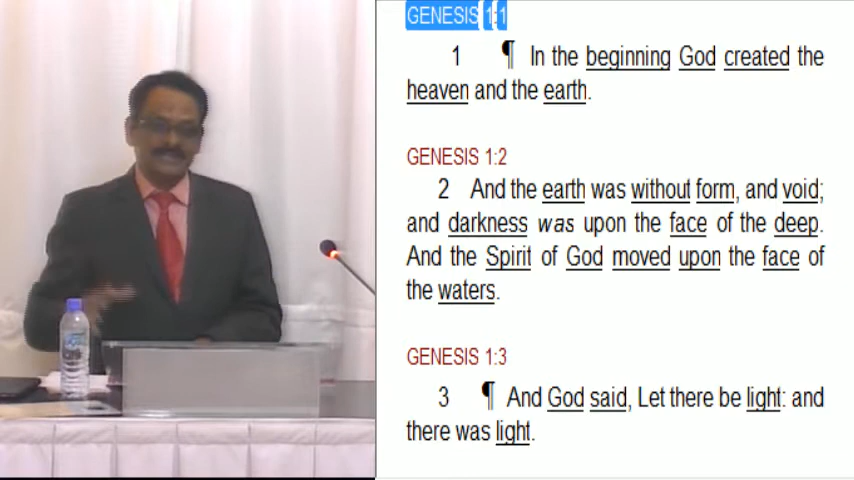 GENESIS 1:1
1 ¶ In the beginning God created the
heaven and the earth.
GENESIS 1:2
2 And the earth was without form, and void;
and darkness was upon the face of the deep.
And the Spirit of God moved upon the face of
the waters.
GENESIS 1:3
3 ¶ And God said, Let there be light: and
there was light.